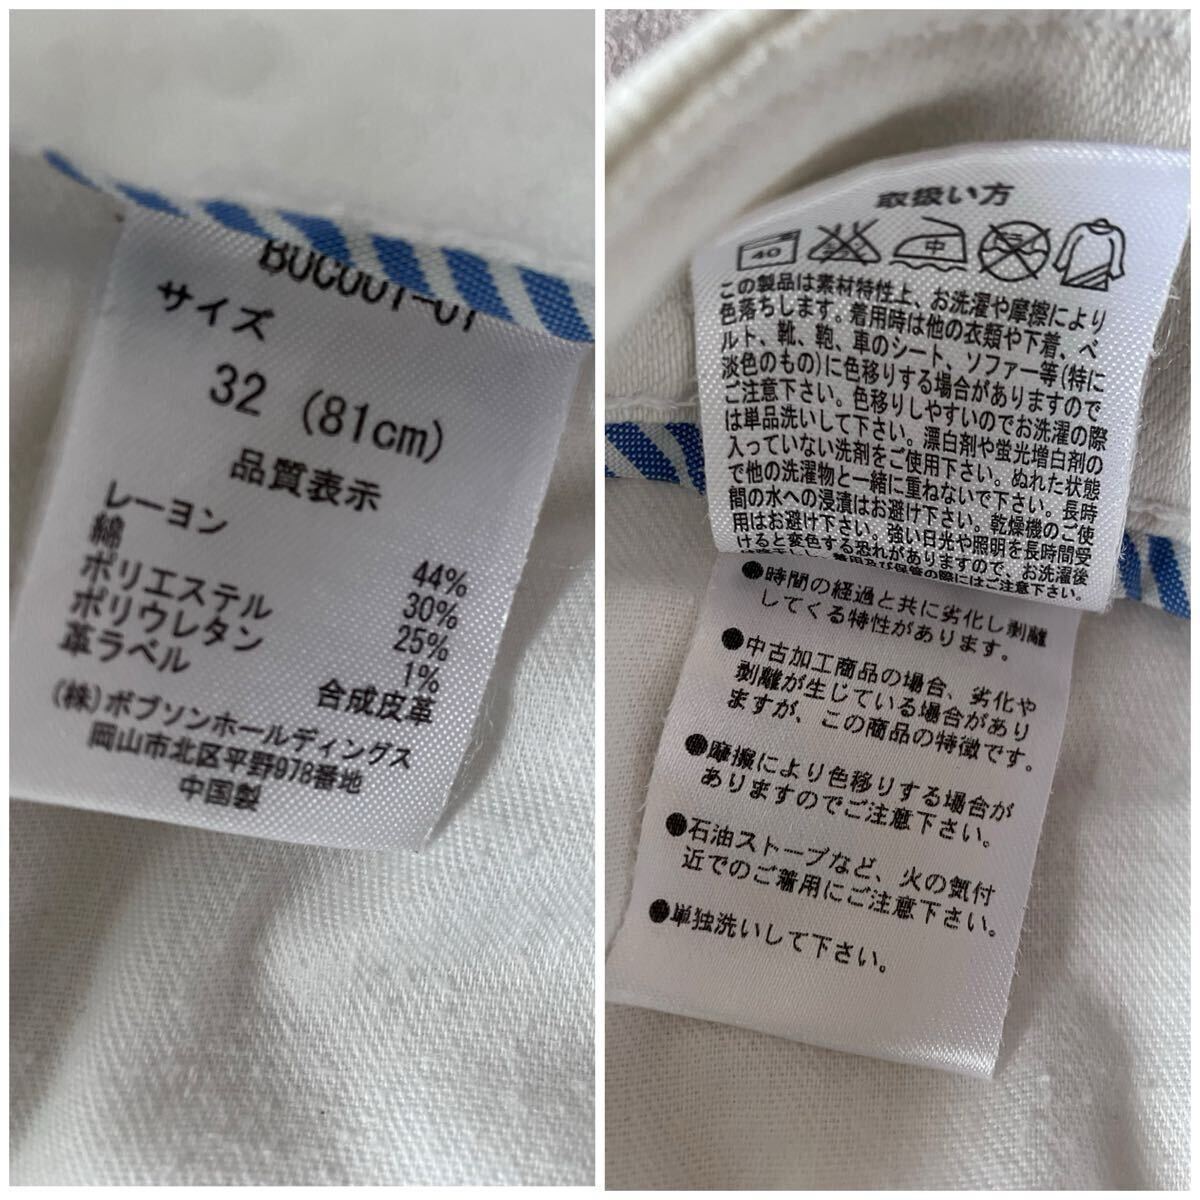 BOC001-01
サイズ
32 (81cm)
品質表示
レーヨン 44%
綿 30%
ポリエステル 25%
ポリウレタン 1%
革ラベル 合成皮革
(株)ボブソンホールディングス
岡山市北区平野978番地
中国製
取扱い方
40 中
この製品は素材特性上、お洗濯や摩擦により
色落ちします。着用時は他の衣類や下着、ベ
ルト、靴、鞄、車のシート、ソファー等(特に
淡色のもの)に色移りする場合がありますので
ご注意下さい。色移りしやすいのでお洗濯の際
は単品洗いして下さい。漂白剤や蛍光増白剤の
入っていない洗剤をご使用下さい。ぬれた状態
で他の洗濯物と一緒に重ねないで下さい。長時
間の水への浸漬はお避け下さい。乾燥機のご使
用はお避け下さい。強い日光や照明を長時間受
けると変色する恐れがありますので、お洗濯後
着用及び保管の際にはご注意下さい。
●時間の経過と共に劣化し剥離
してくる特性があります。
●中古加工商品の場合、劣化や
剥離が生じている場合があり
ますが、この商品の特徴です。
●摩擦により色移りする場合が
ありますのでご注意下さい。
●石油ストーブなど、火の気付
近でのご着用にご注意下さい。
●単独洗いして下さい。